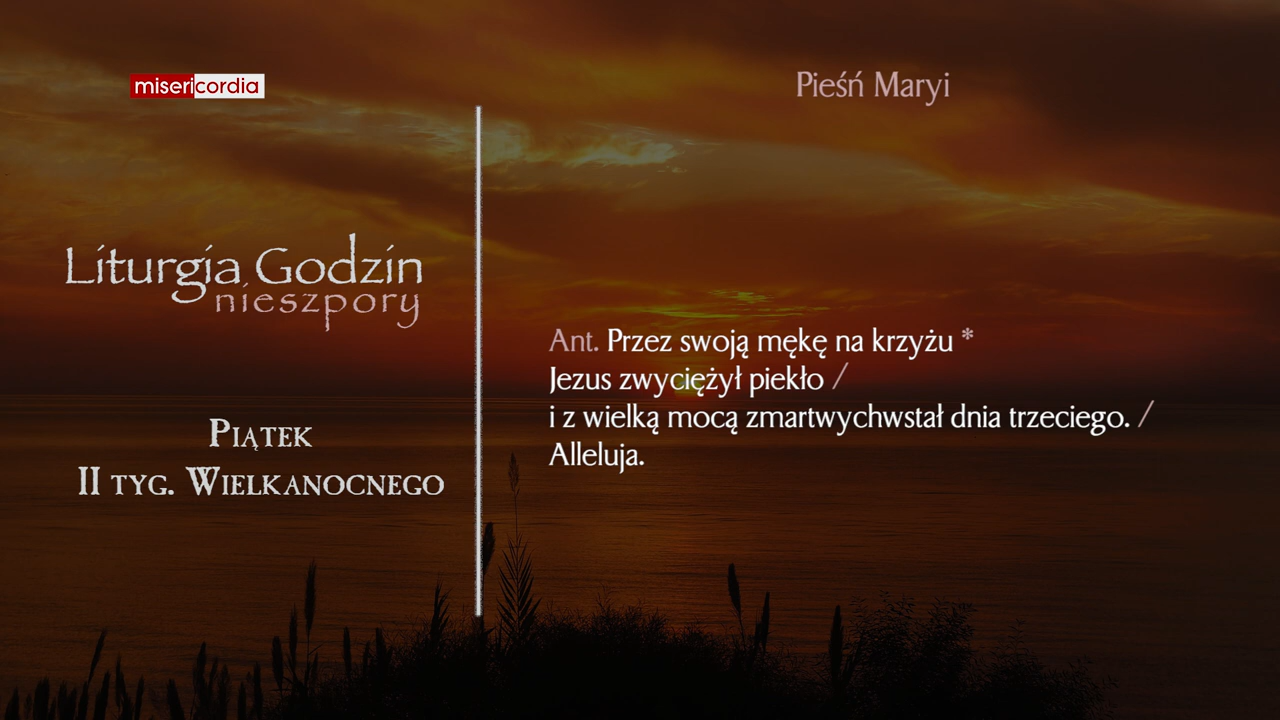 misericordia
Pieśń Maryi
Liturgia Godzin
nieszpory
Piątek
II tyg. Wielkanocnego
Ant. Przez swoją mękę na krzyżu *
Jezus zwyciężył piekło /
i z wielką mocą zmartwychwstał dnia trzeciego. /
Alleluja.